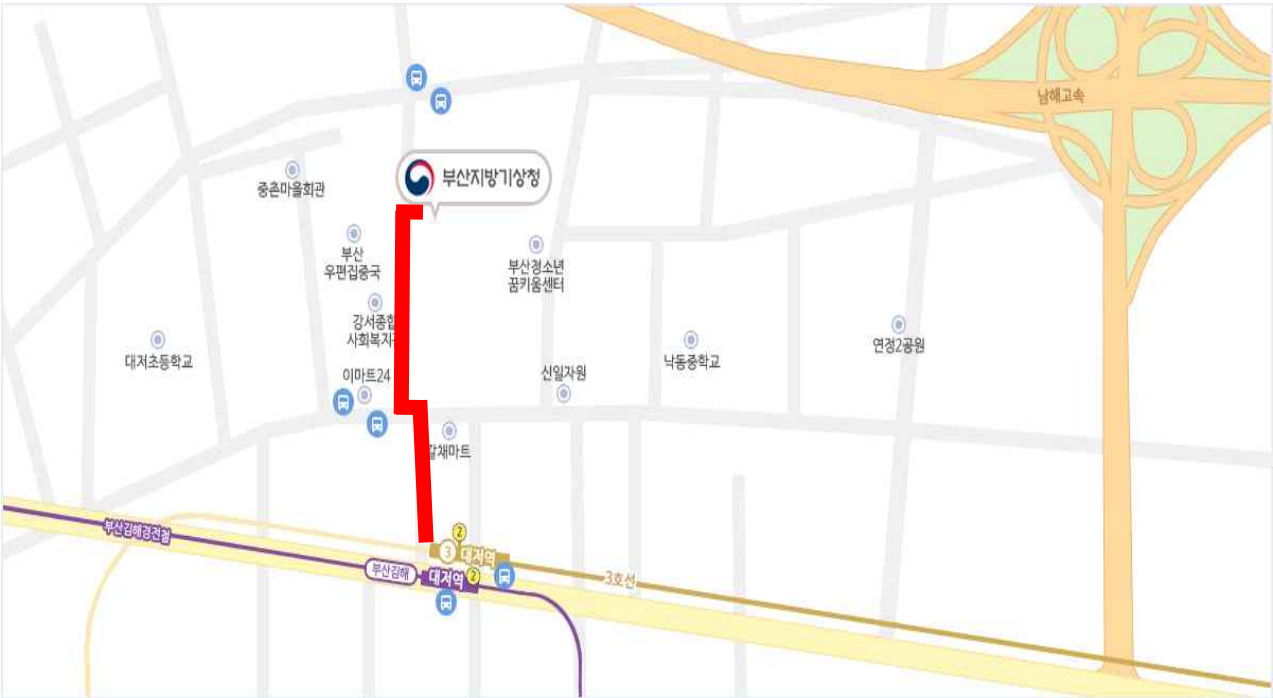 남해고속
부산지방기상청
중촌마을회관
부산
우편집중국
부산청소년
꿈키움센터
강서종합
사회복지
대저초등학교
이마트24
신일자원
낙동중학교
연정2공원
갈채마트
부산김해경전철
2
3 대저역
부산김해 대저역 2
3호선